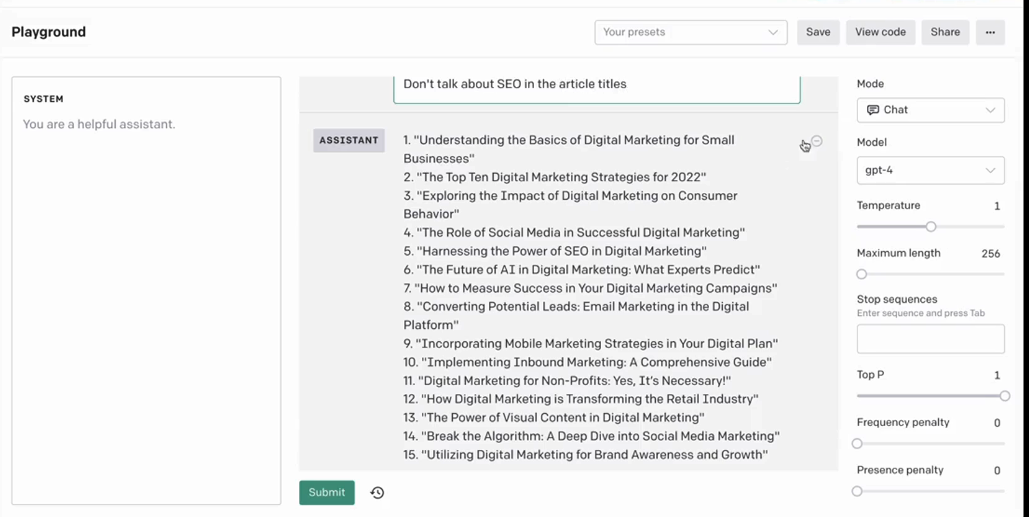 Playground
Your presets
Save
View code
Share
...
SYSTEM
You are a helpful assistant.
Don't talk about SEO in the article titles
ASSISTANT
1. "Understanding the Basics of Digital Marketing for Small
Businesses"
2. "The Top Ten Digital Marketing Strategies for 2022"
3. "Exploring the Impact of Digital Marketing on Consumer
Behavior"
4. "The Role of Social Media in Successful Digital Marketing"
5. "Harnessing the Power of SEO in Digital Marketing"
6. "The Future of AI in Digital Marketing: What Experts Predict"
7. "How to Measure Success in Your Digital Marketing Campaigns"
8. "Converting Potential Leads: Email Marketing in the Digital
Platform"
9. "Incorporating Mobile Marketing Strategies in Your Digital Plan"
10. "Implementing Inbound Marketing: A Comprehensive Guide"
11. "Digital Marketing for Non-Profits: Yes, It's Necessary!"
12. "How Digital Marketing is Transforming the Retail Industry"
13. "The Power of Visual Content in Digital Marketing"
14. "Break the Algorithm: A Deep Dive into Social Media Marketing"
15. "Utilizing Digital Marketing for Brand Awareness and Growth"
Submit
Mode
Chat
Model
gpt-4
Temperature 1
Maximum length 256
Stop sequences
Enter sequence and press Tab
Top P 1
Frequency penalty 0
Presence penalty 0